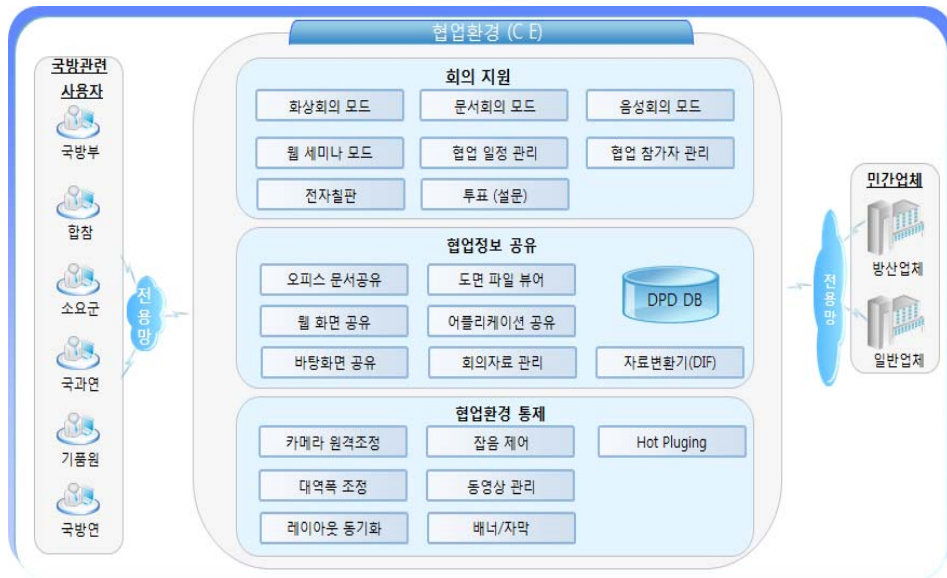 협업환경 (C E)
국방관련
사용자
국방부
합참
소요군
국과연
기품원
국방연
전용망
회의 지원
화상회의 모드
문서회의 모드
음성회의 모드
웹 세미나 모드
협업 일정 관리
협업 참가자 관리
전자칠판
투표 (설문)
협업정보 공유
오피스 문서공유
도면 파일 뷰어
DPD DB
웹 화면 공유
어플리케이션 공유
바탕화면 공유
회의자료 관리
자료변환기(DIF)
협업환경 통제
카메라 원격조정
잡음 제어
Hot Pluging
대역폭 조정
동영상 관리
레이아웃 동기화
배너/자막
전용망
민간업체
방산업체
일반업체